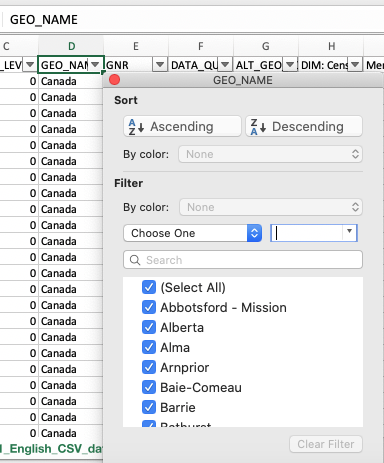 GEO_NAME
C D E F G H
_LEV GEO_NAM GNR DATA_QU ALT_GEO DIM: Cens Mem
0 Canada
GEO_NAME
0 Canada
Sort
0 Canada
0 Canada
Ascending
Descending
0 Canada
0 Canada
By color: None
0 Canada
Filter
0 Canada
By color: None
0 Canada
0 Canada
Choose One
0 Canada
0 Canada
Search
0 Canada
0 Canada
(Select All)
0 Canada
Abbotsford - Mission
0 Canada
Alberta
0 Canada
Alma
0 Canada
Arnprior
0 Canada
Baie-Comeau
0 Canada
Barrie
0 Canada
Bathurst
0 Canada
0 Canada
Clear Filter
1_English_CSV_da